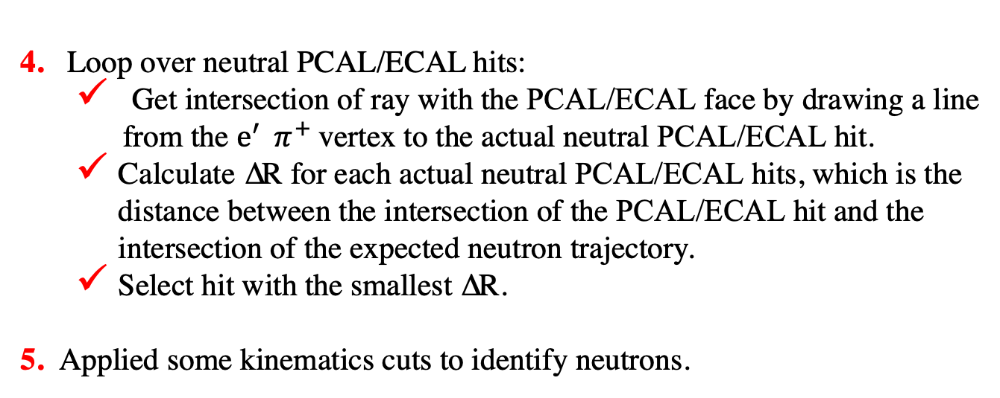 4. Loop over neutral PCAL/ECAL hits:
✓ Get intersection of ray with the PCAL/ECAL face by drawing a line
from the e′ π⁺ vertex to the actual neutral PCAL/ECAL hit.
✓ Calculate ΔR for each actual neutral PCAL/ECAL hits, which is the
distance between the intersection of the PCAL/ECAL hit and the
intersection of the expected neutron trajectory.
✓ Select hit with the smallest ΔR.
5. Applied some kinematics cuts to identify neutrons.